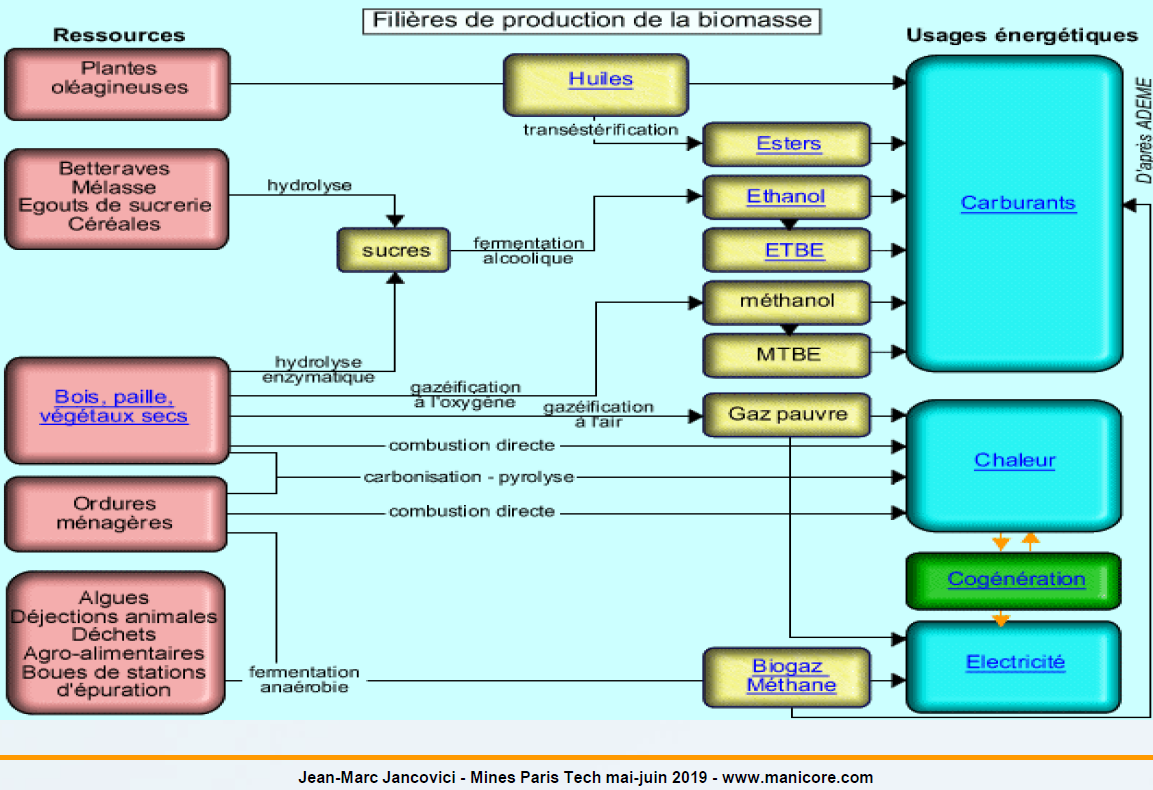 Filières de production de la biomasse
Ressources
Usages énergétiques
Plantes
oléagineuses
Huiles
transéstérification
Esters
Carburants
D'après ADEME
Betteraves
Mélasse
Egouts de sucrerie
Céréales
hydrolyse
sucres
fermentation
alcoolique
Ethanol
ETBE
méthanol
MTBE
Bois, paille,
végétaux secs
hydrolyse
enzymatique
gazéification
à l'oxygène
gazéification
à l'air
Gaz pauvre
combustion directe
Chaleur
carbonisation - pyrolyse
Ordures
ménagères
combustion directe
Cogénération
Algues
Déjections animales
Déchets
Agro-alimentaires
Boues de stations
d'épuration
fermentation
anaérobie
Biogaz
Méthane
Electricité
Jean-Marc Jancovici - Mines Paris Tech mai-juin 2019 - www.manicore.com